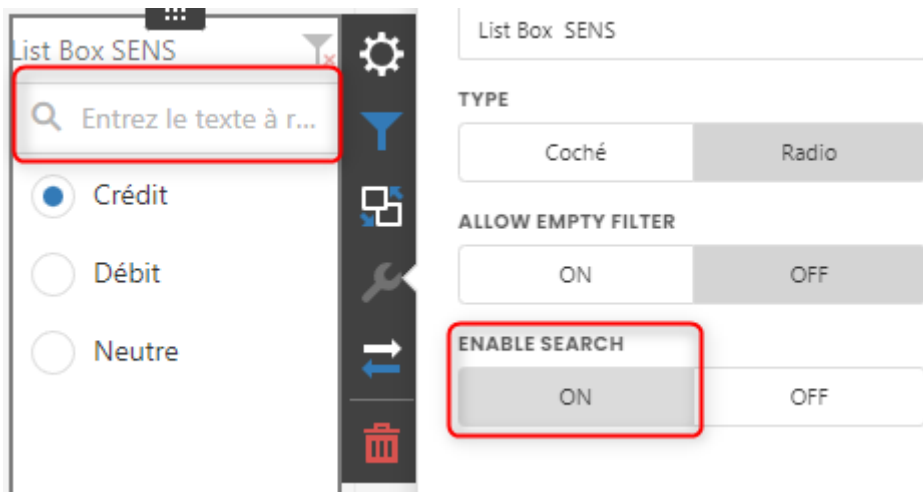 List Box SENS
Entrez le texte à r...
Crédit
Débit
Neutre
List Box SENS
TYPE
Coché Radio
ALLOW EMPTY FILTER
ON OFF
ENABLE SEARCH
ON OFF